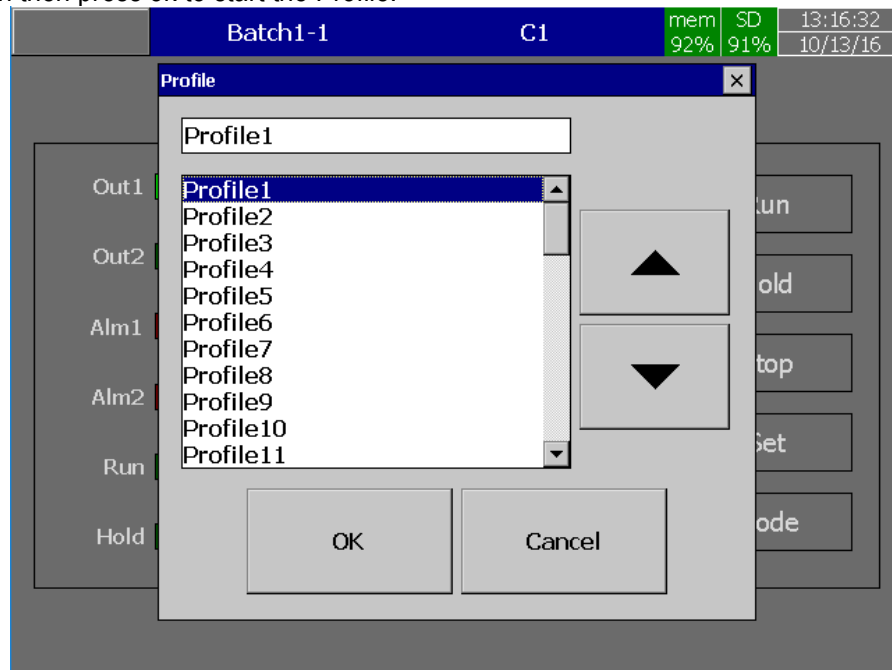 then press ok to start the Profile.
Batch1-1 C1 mem 92% SD 91% 13:16:32 10/13/16
Profile
Profile1
Out1
Out2
Alm1
Alm2
Run
Hold
Profile1
Profile2
Profile3
Profile4
Profile5
Profile6
Profile7
Profile8
Profile9
Profile10
Profile11
un
old
top
Set
ode
OK Cancel